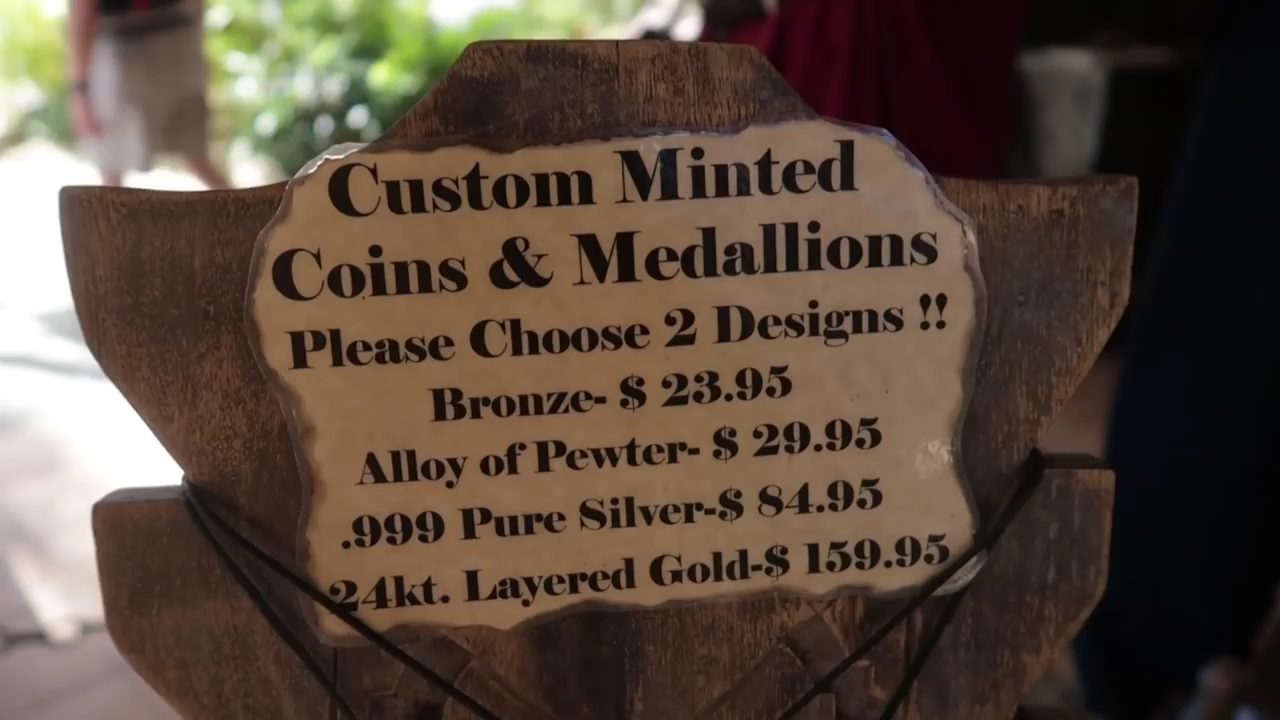 Custom Minted
Coins & Medallions
Please Choose 2 Designs !!
Bronze- $ 23.95
Alloy of Pewter- $ 29.95
.999 Pure Silver-$ 84.95
24kt. Layered Gold-$ 159.95